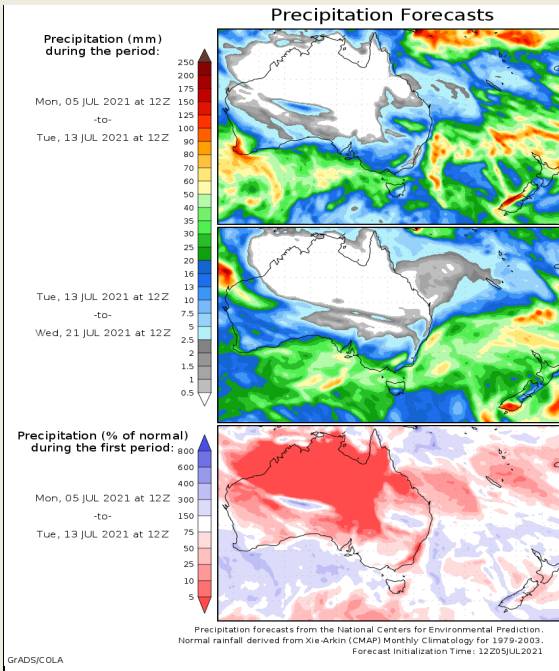 Precipitation Forecasts
Precipitation (mm)
during the period:
Mon, 05 JUL 2021 at 12Z
-to-
Tue, 13 JUL 2021 at 12Z
250
200
175
150
125
100
90
80
70
60
50
40
35
30
25
20
16
13
10
7.5
5
2.5
2
1.5
1
0.5
Tue, 13 JUL 2021 at 12Z
-to-
Wed, 21 JUL 2021 at 12Z
Precipitation (% of normal)
during the first period:
Mon, 05 JUL 2021 at 12Z
-to-
Tue, 13 JUL 2021 at 12Z
800
600
400
300
150
75
50
25
10
5
Precipitation forecasts from the National Centers for Environmental Prediction.
Normal rainfall derived from Xie-Arkin (CMAP) Monthly Climatology for 1979-2003.
Forecast Initialization Time: 12Z05JUL2021
GrADS/COLA